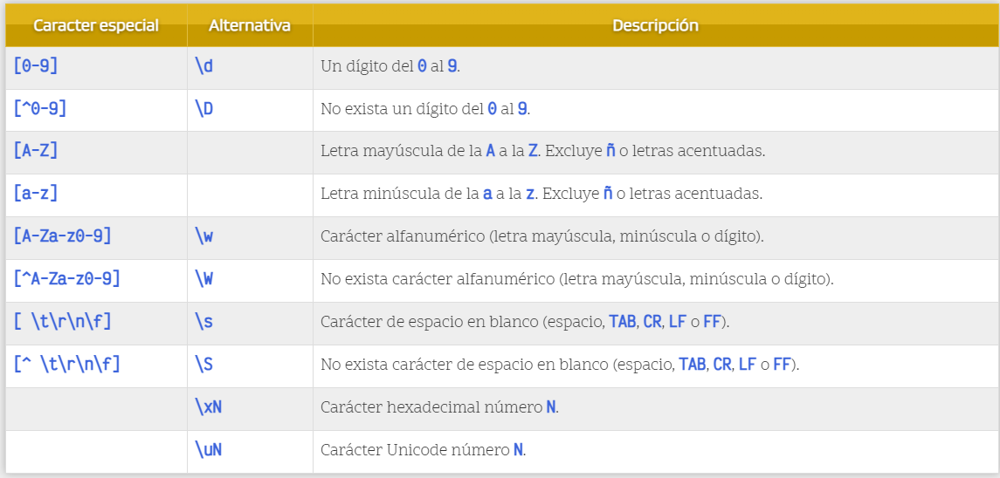 Caracter especial Alternativa Descripción
[0-9] \d Un dígito del 0 al 9.
[^0-9] \D No exista un dígito del 0 al 9.
[A-Z] Letra mayúscula de la A a la Z. Excluye ñ o letras acentuadas.
[a-z] Letra minúscula de la a a la z. Excluye ñ o letras acentuadas.
[A-Za-z0-9] \w Carácter alfanumérico (letra mayúscula, minúscula o dígito).
[^A-Za-z0-9] \W No exista carácter alfanumérico (letra mayúscula, minúscula o dígito).
[ \t\r\n\f] \s Carácter de espacio en blanco (espacio, TAB, CR, LF o FF).
[^ \t\r\n\f] \S No exista carácter de espacio en blanco (espacio, TAB, CR, LF o FF).
\xN Carácter hexadecimal número N.
\uN Carácter Unicode número N.